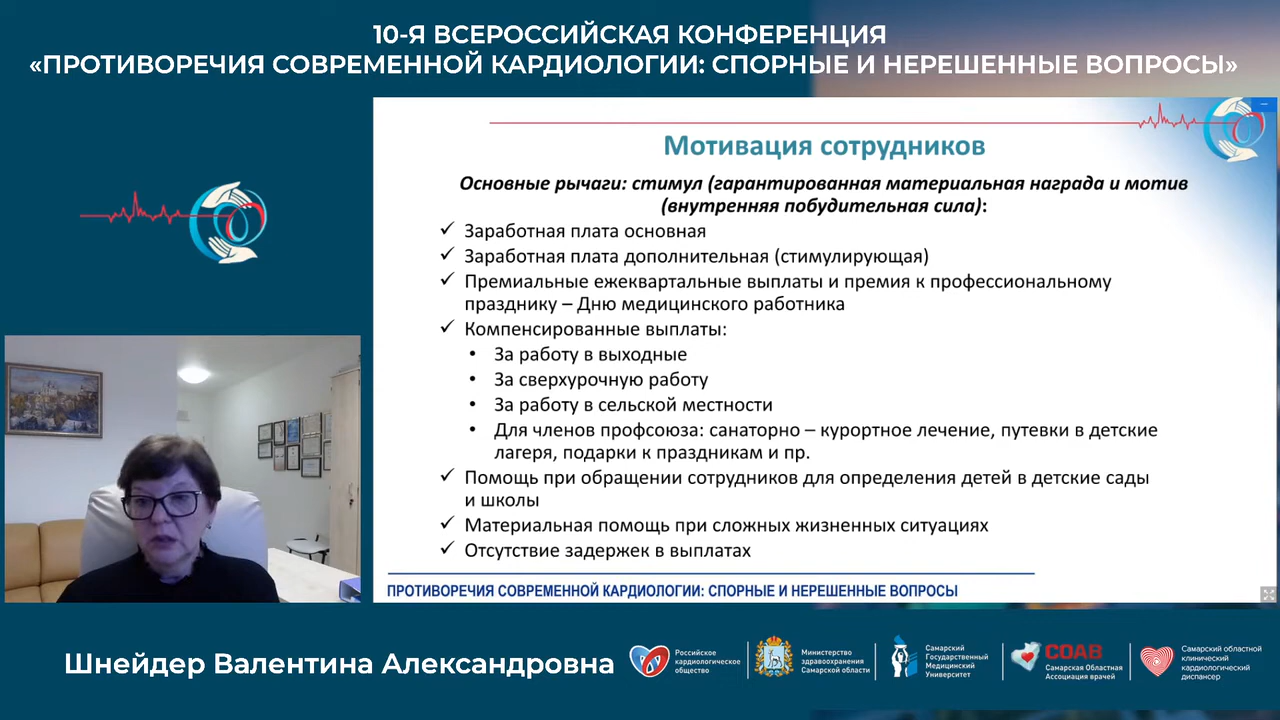 10-Я ВСЕРОССИЙСКАЯ КОНФЕРЕНЦИЯ
«ПРОТИВОРЕЧИЯ СОВРЕМЕННОЙ КАРДИОЛОГИИ: СПОРНЫЕ И НЕРЕШЕННЫЕ ВОПРОСЫ»
Мотивация сотрудников
Основные рычаги: стимул (гарантированная материальная награда и мотив
(внутренняя побудительная сила):
✓ Заработная плата основная
✓ Заработная плата дополнительная (стимулирующая)
✓ Премиальные ежеквартальные выплаты и премия к профессиональному
празднику – Дню медицинского работника
✓ Компенсированные выплаты:
• За работу в выходные
• За сверхурочную работу
• За работу в сельской местности
• Для членов профсоюза: санаторно – курортное лечение, путевки в детские
лагеря, подарки к праздникам и пр.
✓ Помощь при обращении сотрудников для определения детей в детские сады
и школы
✓ Материальная помощь при сложных жизненных ситуациях
✓ Отсутствие задержек в выплатах
ПРОТИВОРЕЧИЯ СОВРЕМЕННОЙ КАРДИОЛОГИИ: СПОРНЫЕ И НЕРЕШЕННЫЕ ВОПРОСЫ
Шнейдер Валентина Александровна
Российское
кардиологическое
общество
Министерство
здравоохранения
Самарской области
Самарский
Государственный
Медицинский
Университет
СОАВ
Самарская Областная
Ассоциация врачей
Самарский областной
клинический
кардиологический
диспансер